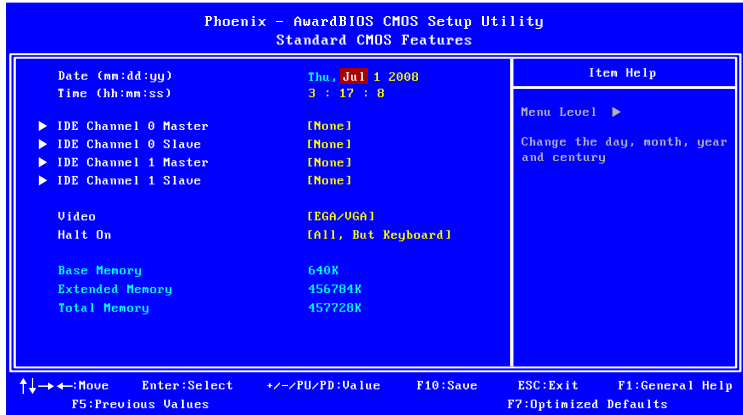 Phoenix - AwardBIOS CMOS Setup Utility
Standard CMOS Features
Date (mm:dd:yy) Thu, Jul 1 2008
Time (hh:mm:ss) 3 : 17 : 8
IDE Channel 0 Master [None]
IDE Channel 0 Slave [None]
IDE Channel 1 Master [None]
IDE Channel 1 Slave [None]
Video [EGA/VGA]
Halt On [All, But Keyboard]
Base Memory 640K
Extended Memory 456784K
Total Memory 457728K
Item Help
Menu Level ▶
Change the day, month, year
and century
↑↓→←:Move Enter:Select +/-/PU/PD:Value F10:Save ESC:Exit F1:General Help
F5:Previous Values F7:Optimized Defaults